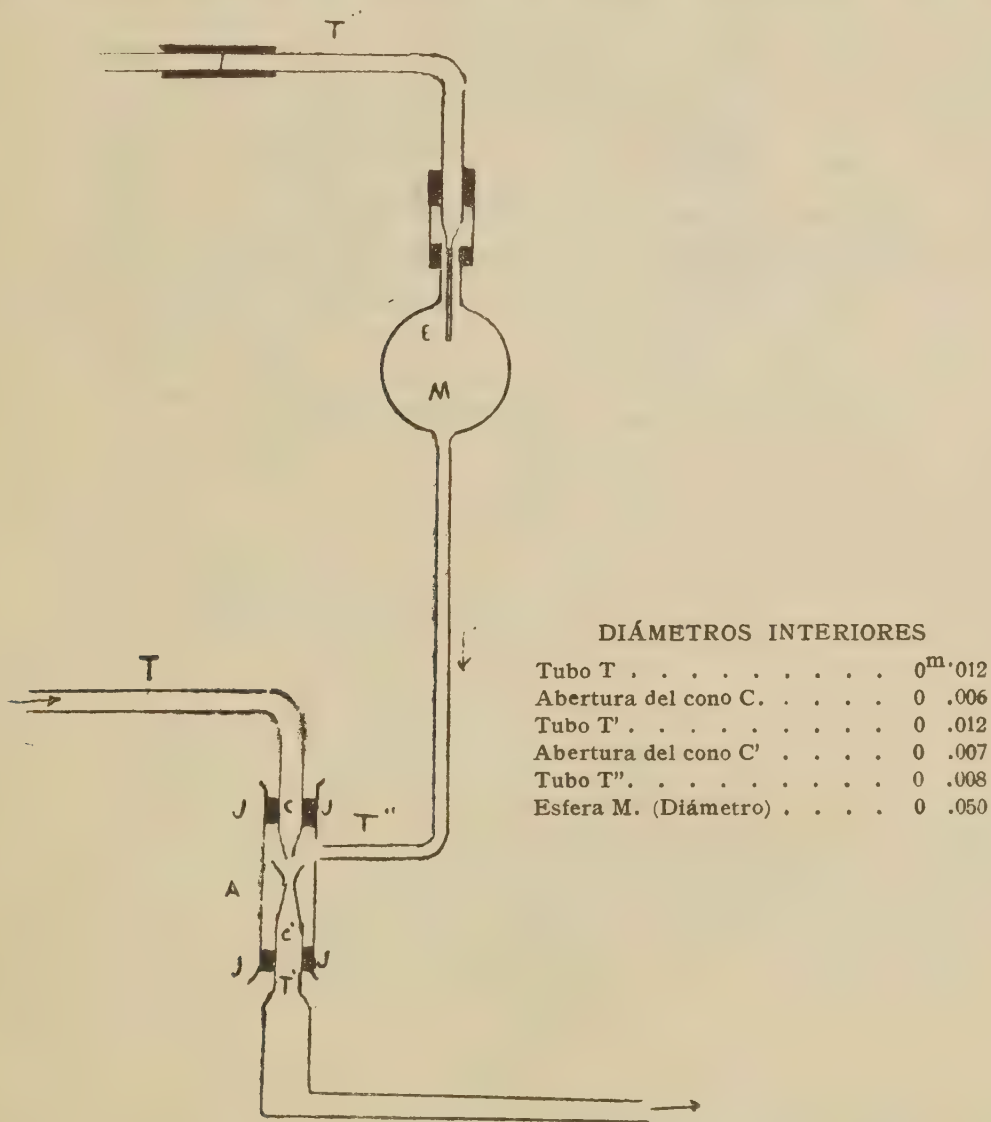 T''
E
M
T
J C J
T''
A
C'
J J
T'
DIÁMETROS INTERIORES
Tubo T . . . . . . . . . . 0m.012
Abertura del cono C. . . . . . 0 .006
Tubo T' . . . . . . . . . . 0 .012
Abertura del cono C' . . . . . 0 .007
Tubo T''. . . . . . . . . . 0 .008
Esfera M. (Diámetro) . . . . . 0 .050